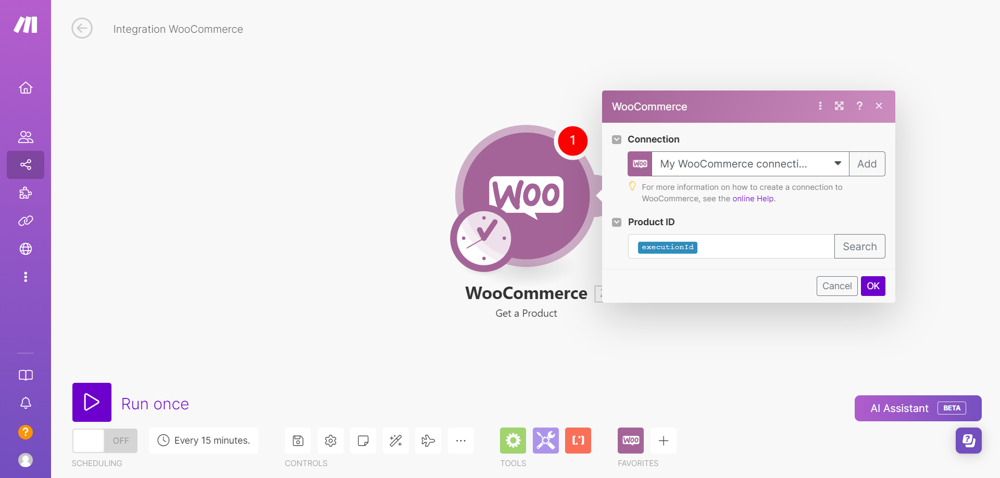 Integration WooCommerce
WooCommerce
?
Connection
WOO
My WooCommerce connecti...
Add
For more information on how to create a connection to
WooCommerce, see the online Help.
Product ID
executionId
Search
Cancel
OK
1
WOO
WooCommerce
2
Get a Product
Run once
OFF
Every 15 minutes.
SCHEDULING
CONTROLS
[.*]
TOOLS
WOO
FAVORITES
AI Assistant
BETA
?
?